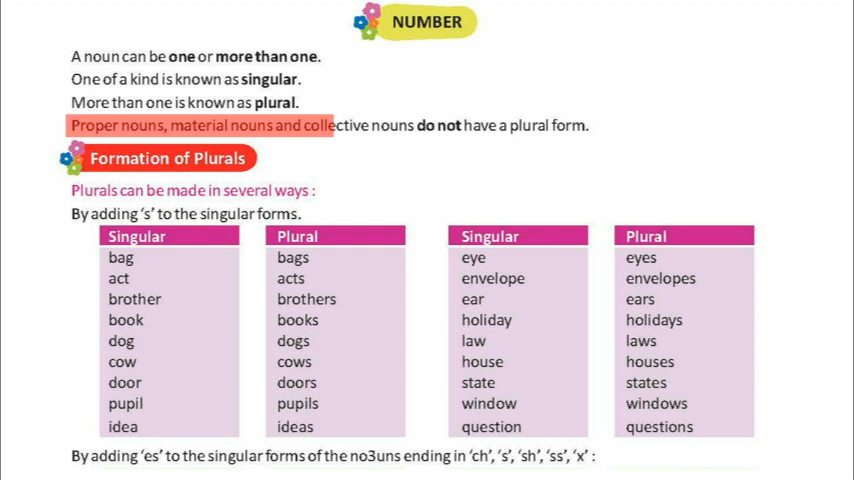 NUMBER
A noun can be one or more than one.
One of a kind is known as singular.
More than one is known as plural.
Proper nouns, material nouns and collective nouns do not have a plural form.
Formation of Plurals
Plurals can be made in several ways :
By adding ‘s’ to the singular forms.
Singular Plural Singular Plural
bag bags eye eyes
act acts envelope envelopes
brother brothers ear ears
book books holiday holidays
dog dogs law laws
cow cows house houses
door doors state states
pupil pupils window windows
idea ideas question questions
By adding ‘es’ to the singular forms of the no3uns ending in ‘ch’, ‘s’, ‘sh’, ‘ss’, ‘x’ :